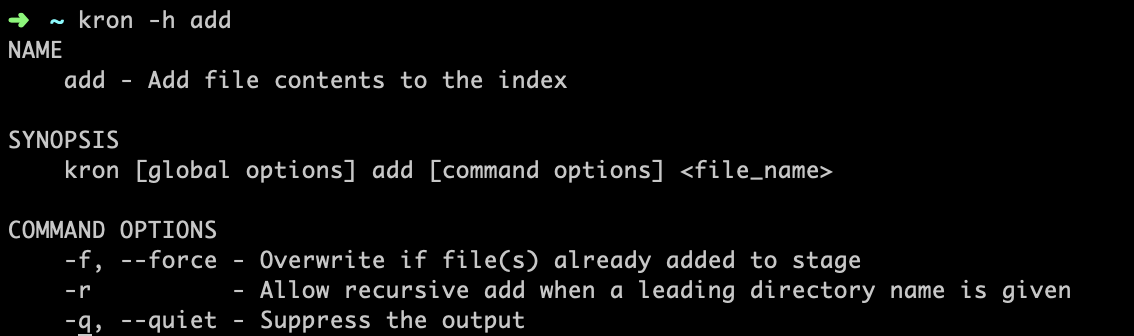 ➜ ~ kron -h add
NAME
    add - Add file contents to the index

SYNOPSIS
    kron [global options] add [command options] <file_name>

COMMAND OPTIONS
    -f, --force - Overwrite if file(s) already added to stage
    -r          - Allow recursive add when a leading directory name is given
    -q, --quiet - Suppress the output